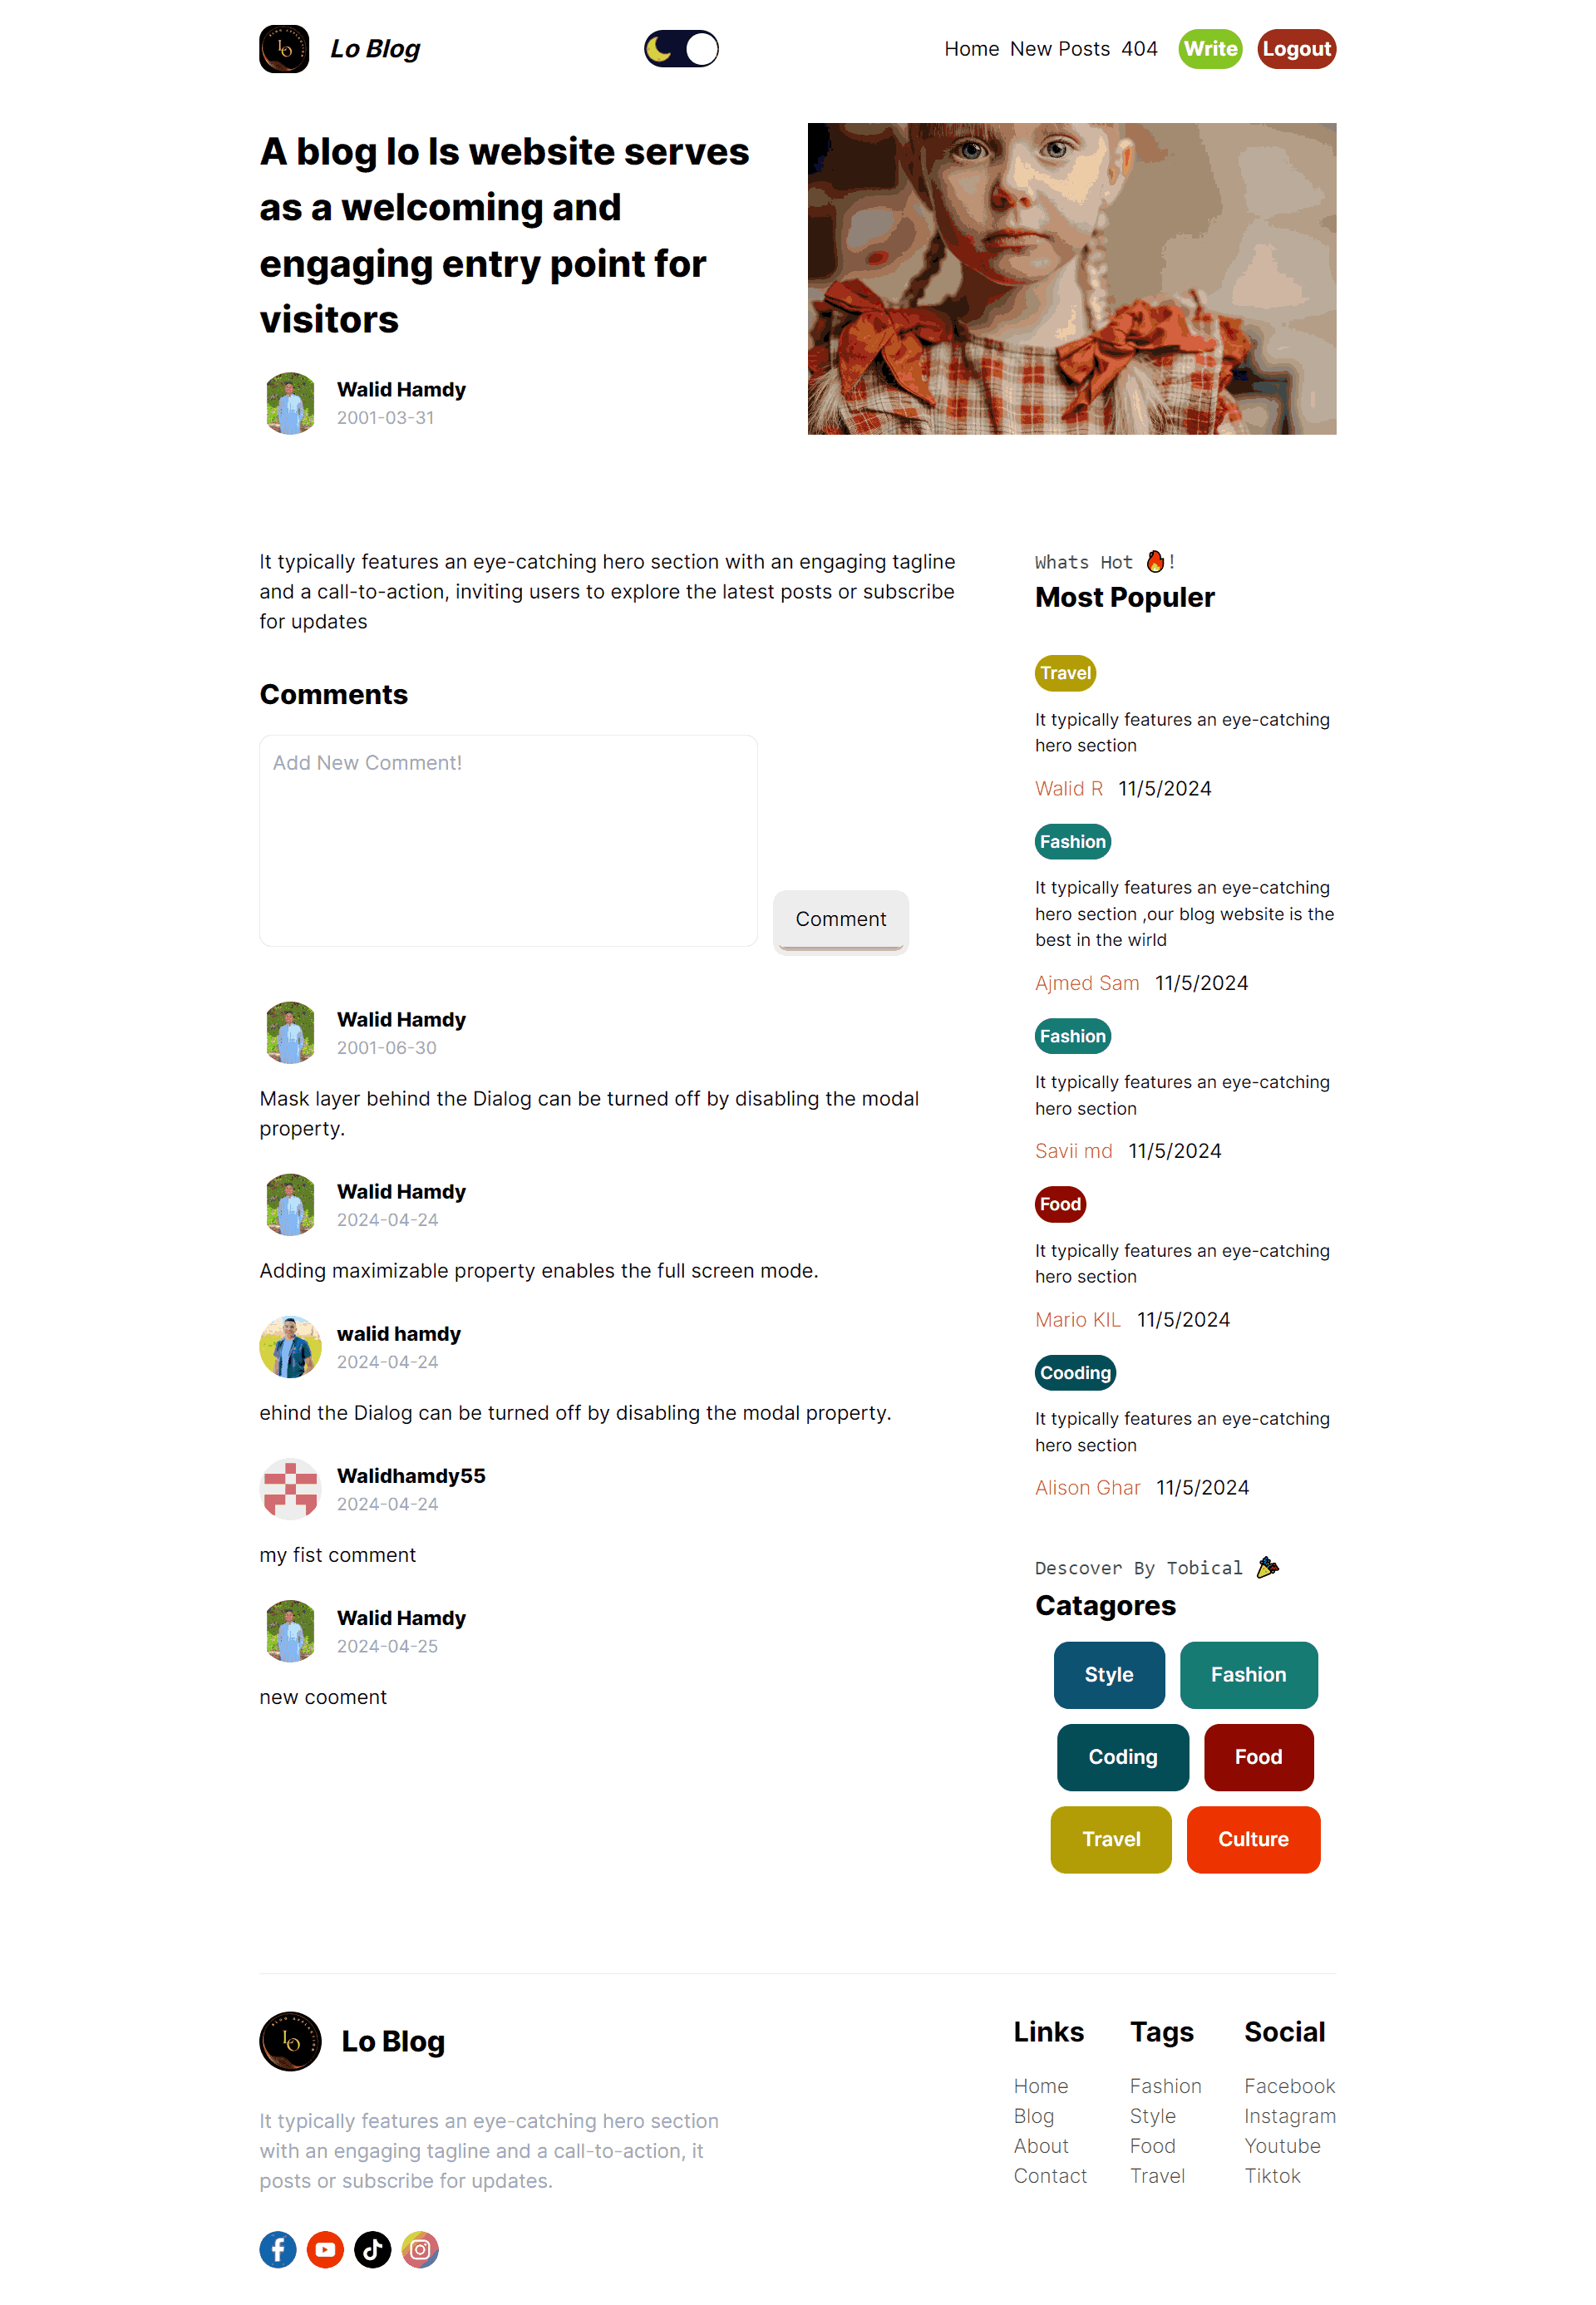 Lo Blog
Home New Posts 404 Write Logout
A blog lo ls website serves
as a welcoming and
engaging entry point for
visitors
Walid Hamdy
2001-03-31
It typically features an eye-catching hero section with an engaging tagline
and a call-to-action, inviting users to explore the latest posts or subscribe
for updates
Comments
Add New Comment!
Comment
Walid Hamdy
2001-06-30
Mask layer behind the Dialog can be turned off by disabling the modal
property.
Walid Hamdy
2024-04-24
Adding maximizable property enables the full screen mode.
walid hamdy
2024-04-24
ehind the Dialog can be turned off by disabling the modal property.
Walidhamdy55
2024-04-24
my fist comment
Walid Hamdy
2024-04-25
new cooment
Whats Hot 🔥!
Most Populer
Travel
It typically features an eye-catching
hero section
Walid R 11/5/2024
Fashion
It typically features an eye-catching
hero section ,our blog website is the
best in the wirld
Ajmed Sam 11/5/2024
Fashion
It typically features an eye-catching
hero section
Savii md 11/5/2024
Food
It typically features an eye-catching
hero section
Mario KIL 11/5/2024
Cooding
It typically features an eye-catching
hero section
Alison Ghar 11/5/2024
Descover By Tobical 🎉
Catagores
Style Fashion
Coding Food
Travel Culture
LO
Lo Blog
It typically features an eye-catching hero section
with an engaging tagline and a call-to-action, it
posts or subscribe for updates.
Links
Home
Blog
About
Contact
Tags
Fashion
Style
Food
Travel
Social
Facebook
Instagram
Youtube
Tiktok